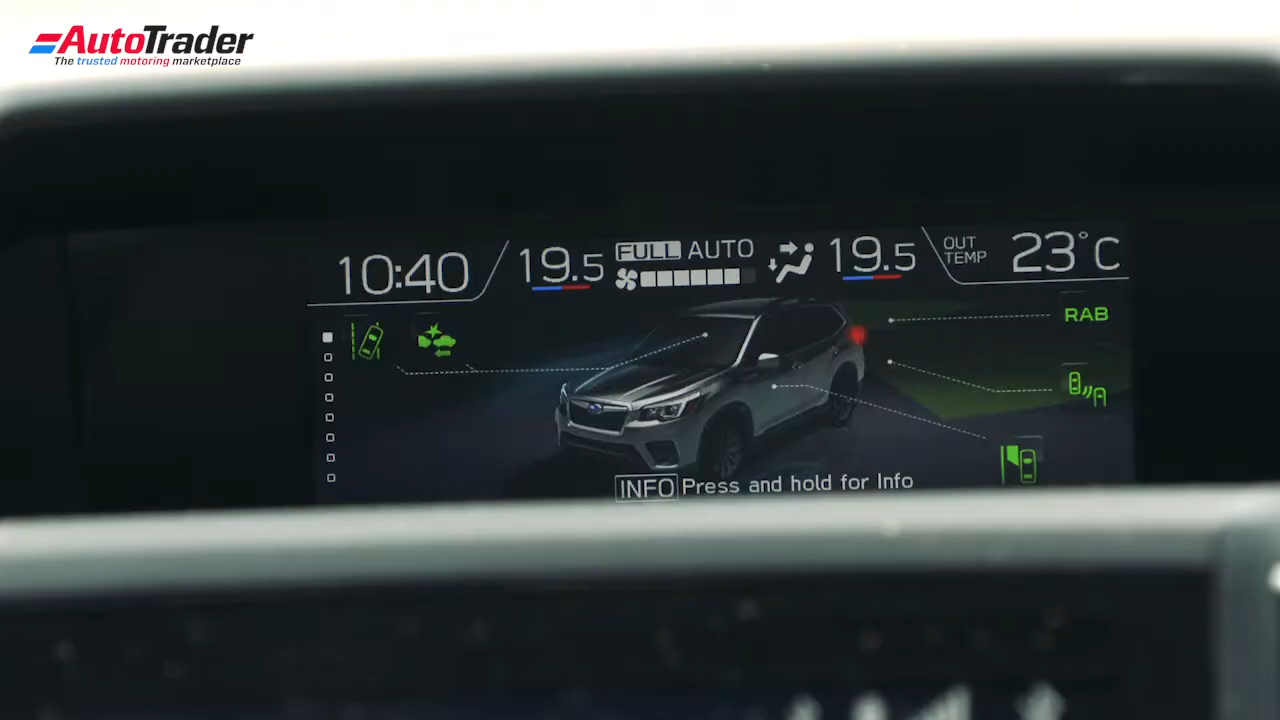 AutoTrader
The trusted motoring marketplace
10:40
19.5
FULL AUTO
19.5
OUT TEMP
23°C
RAB
INFO Press and hold for Info